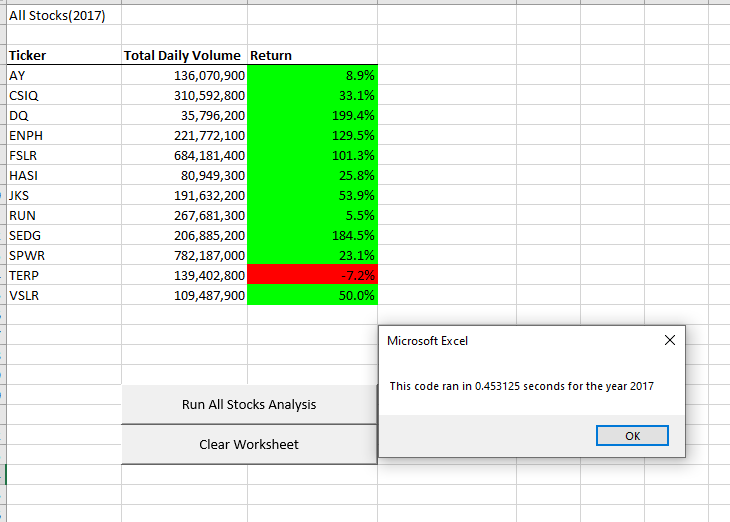 All Stocks(2017)
Ticker Total Daily Volume Return
AY 136,070,900 8.9%
CSIQ 310,592,800 33.1%
DQ 35,796,200 199.4%
ENPH 221,772,100 129.5%
FSLR 684,181,400 101.3%
HASI 80,949,300 25.8%
JKS 191,632,200 53.9%
RUN 267,681,300 5.5%
SEDG 206,885,200 184.5%
SPWR 782,187,000 23.1%
TERP 139,402,800 -7.2%
VSLR 109,487,900 50.0%
Microsoft Excel
This code ran in 0.453125 seconds for the year 2017
OK
Run All Stocks Analysis
Clear Worksheet